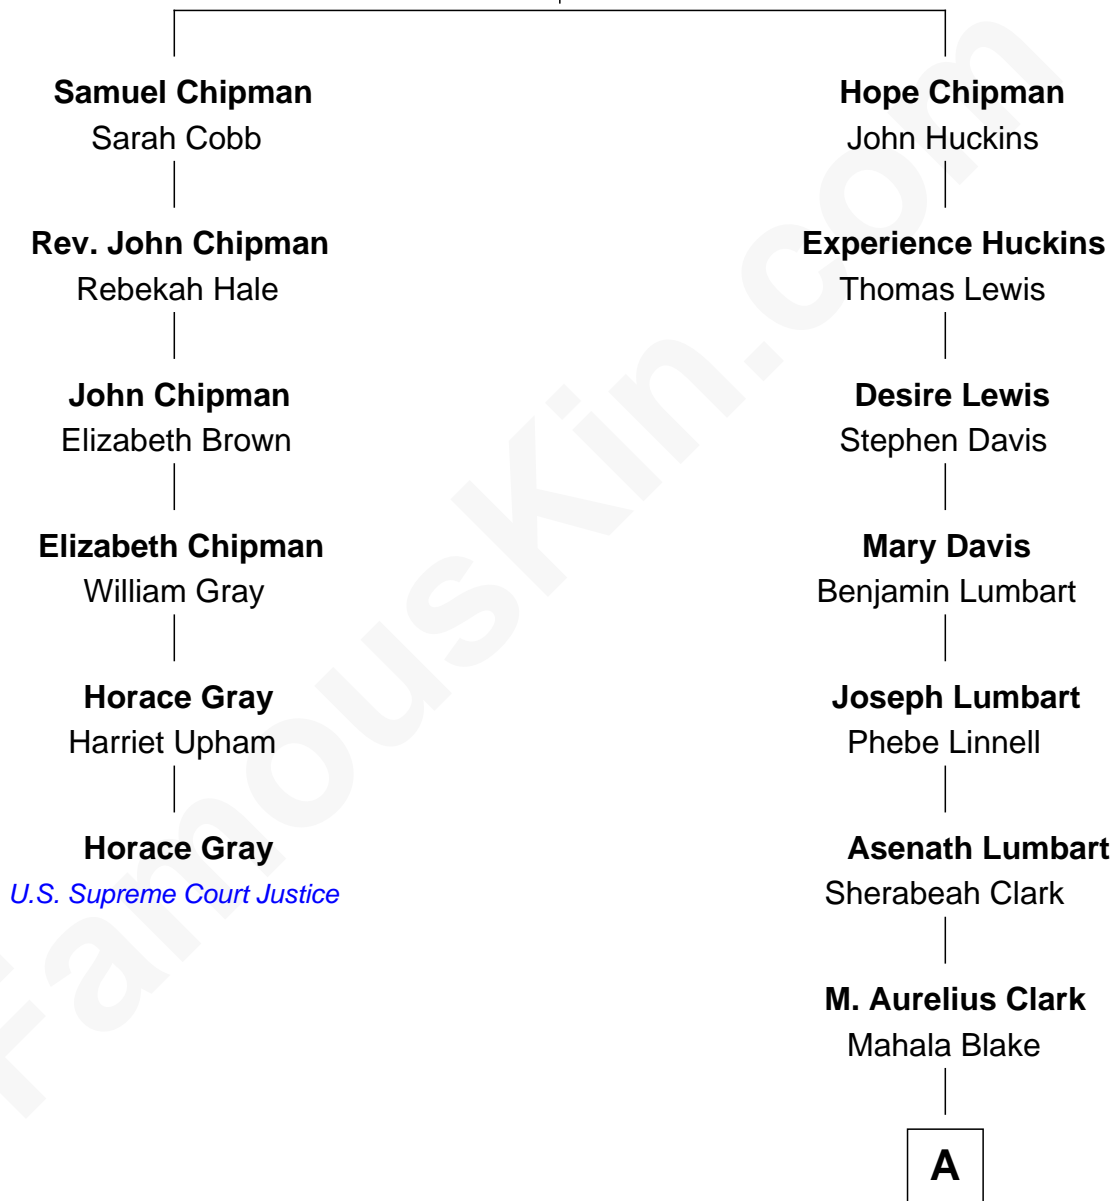 Samuel Chipman
Sarah Cobb
Rev. John Chipman
Rebekah Hale
John Chipman
Elizabeth Brown
Elizabeth Chipman
William Gray
Horace Gray
Harriet Upham
Horace Gray
U.S. Supreme Court Justice
Hope Chipman
John Huckins
Experience Huckins
Thomas Lewis
Desire Lewis
Stephen Davis
Mary Davis
Benjamin Lumbart
Joseph Lumbart
Phebe Linnell
Asenath Lumbart
Sherabeah Clark
M. Aurelius Clark
Mahala Blake
A
FamousKin.com